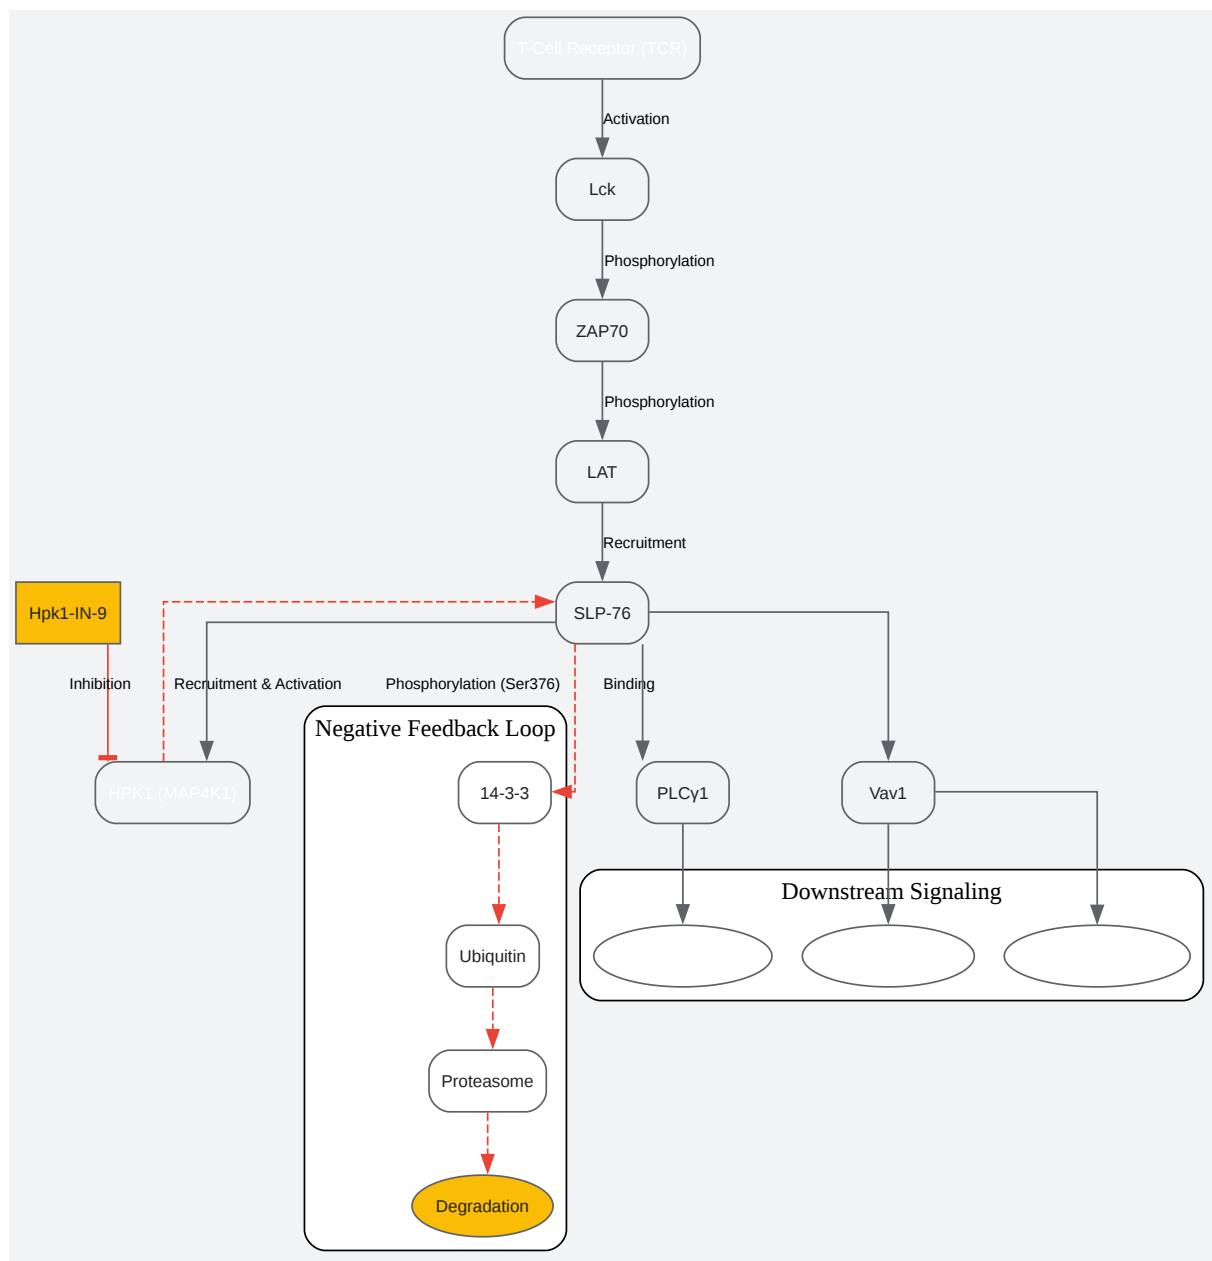 T-Cell Receptor (TCR)
Activation
Lck
Phosphorylation
ZAP70
Phosphorylation
LAT
Recruitment
Hpk1-IN-9
SLP-76
Inhibition
Recruitment & Activation
Phosphorylation (Ser376)
Binding
Negative Feedback Loop
HPK1 (MAP4K1)
14-3-3
PLCγ1
Vav1
Downstream Signaling
Ubiquitin
Proteasome
Degradation